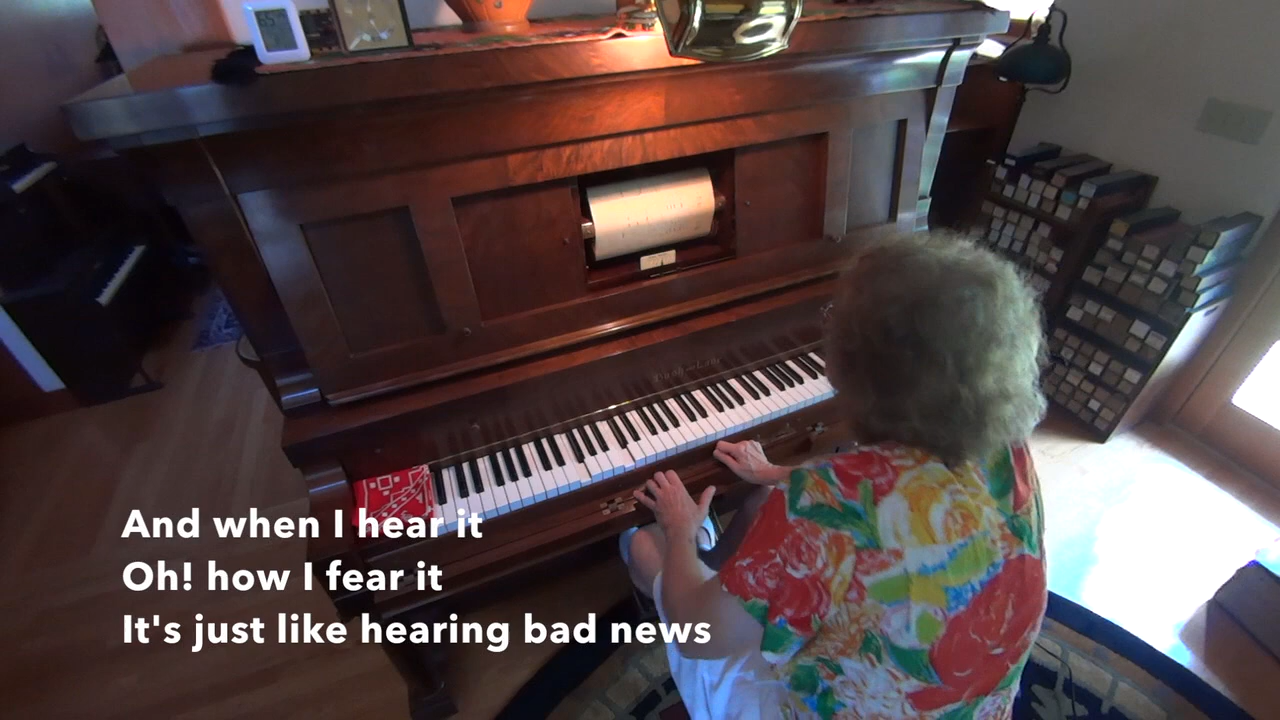 And when I hear it
Oh! how I fear it
It's just like hearing bad news